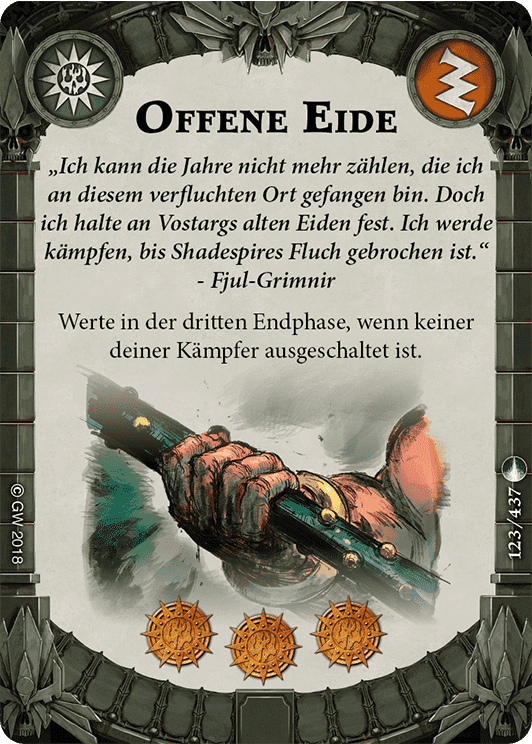 Offene Eide
„Ich kann die Jahre nicht mehr zählen, die ich
an diesem verfluchten Ort gefangen bin. Doch
ich halte an Vostargs alten Eiden fest. Ich werde
kämpfen, bis Shadespires Fluch gebrochen ist.“
- Fjul-Grimnir
Werte in der dritten Endphase, wenn keiner
deiner Kämpfer ausgeschaltet ist.
© GW 2018
123/437